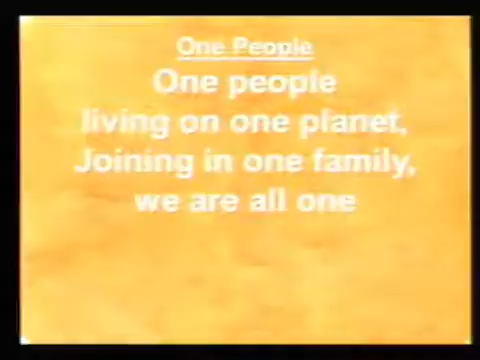 One People
One people
living on one planet,
Joining in one family,
we are all one